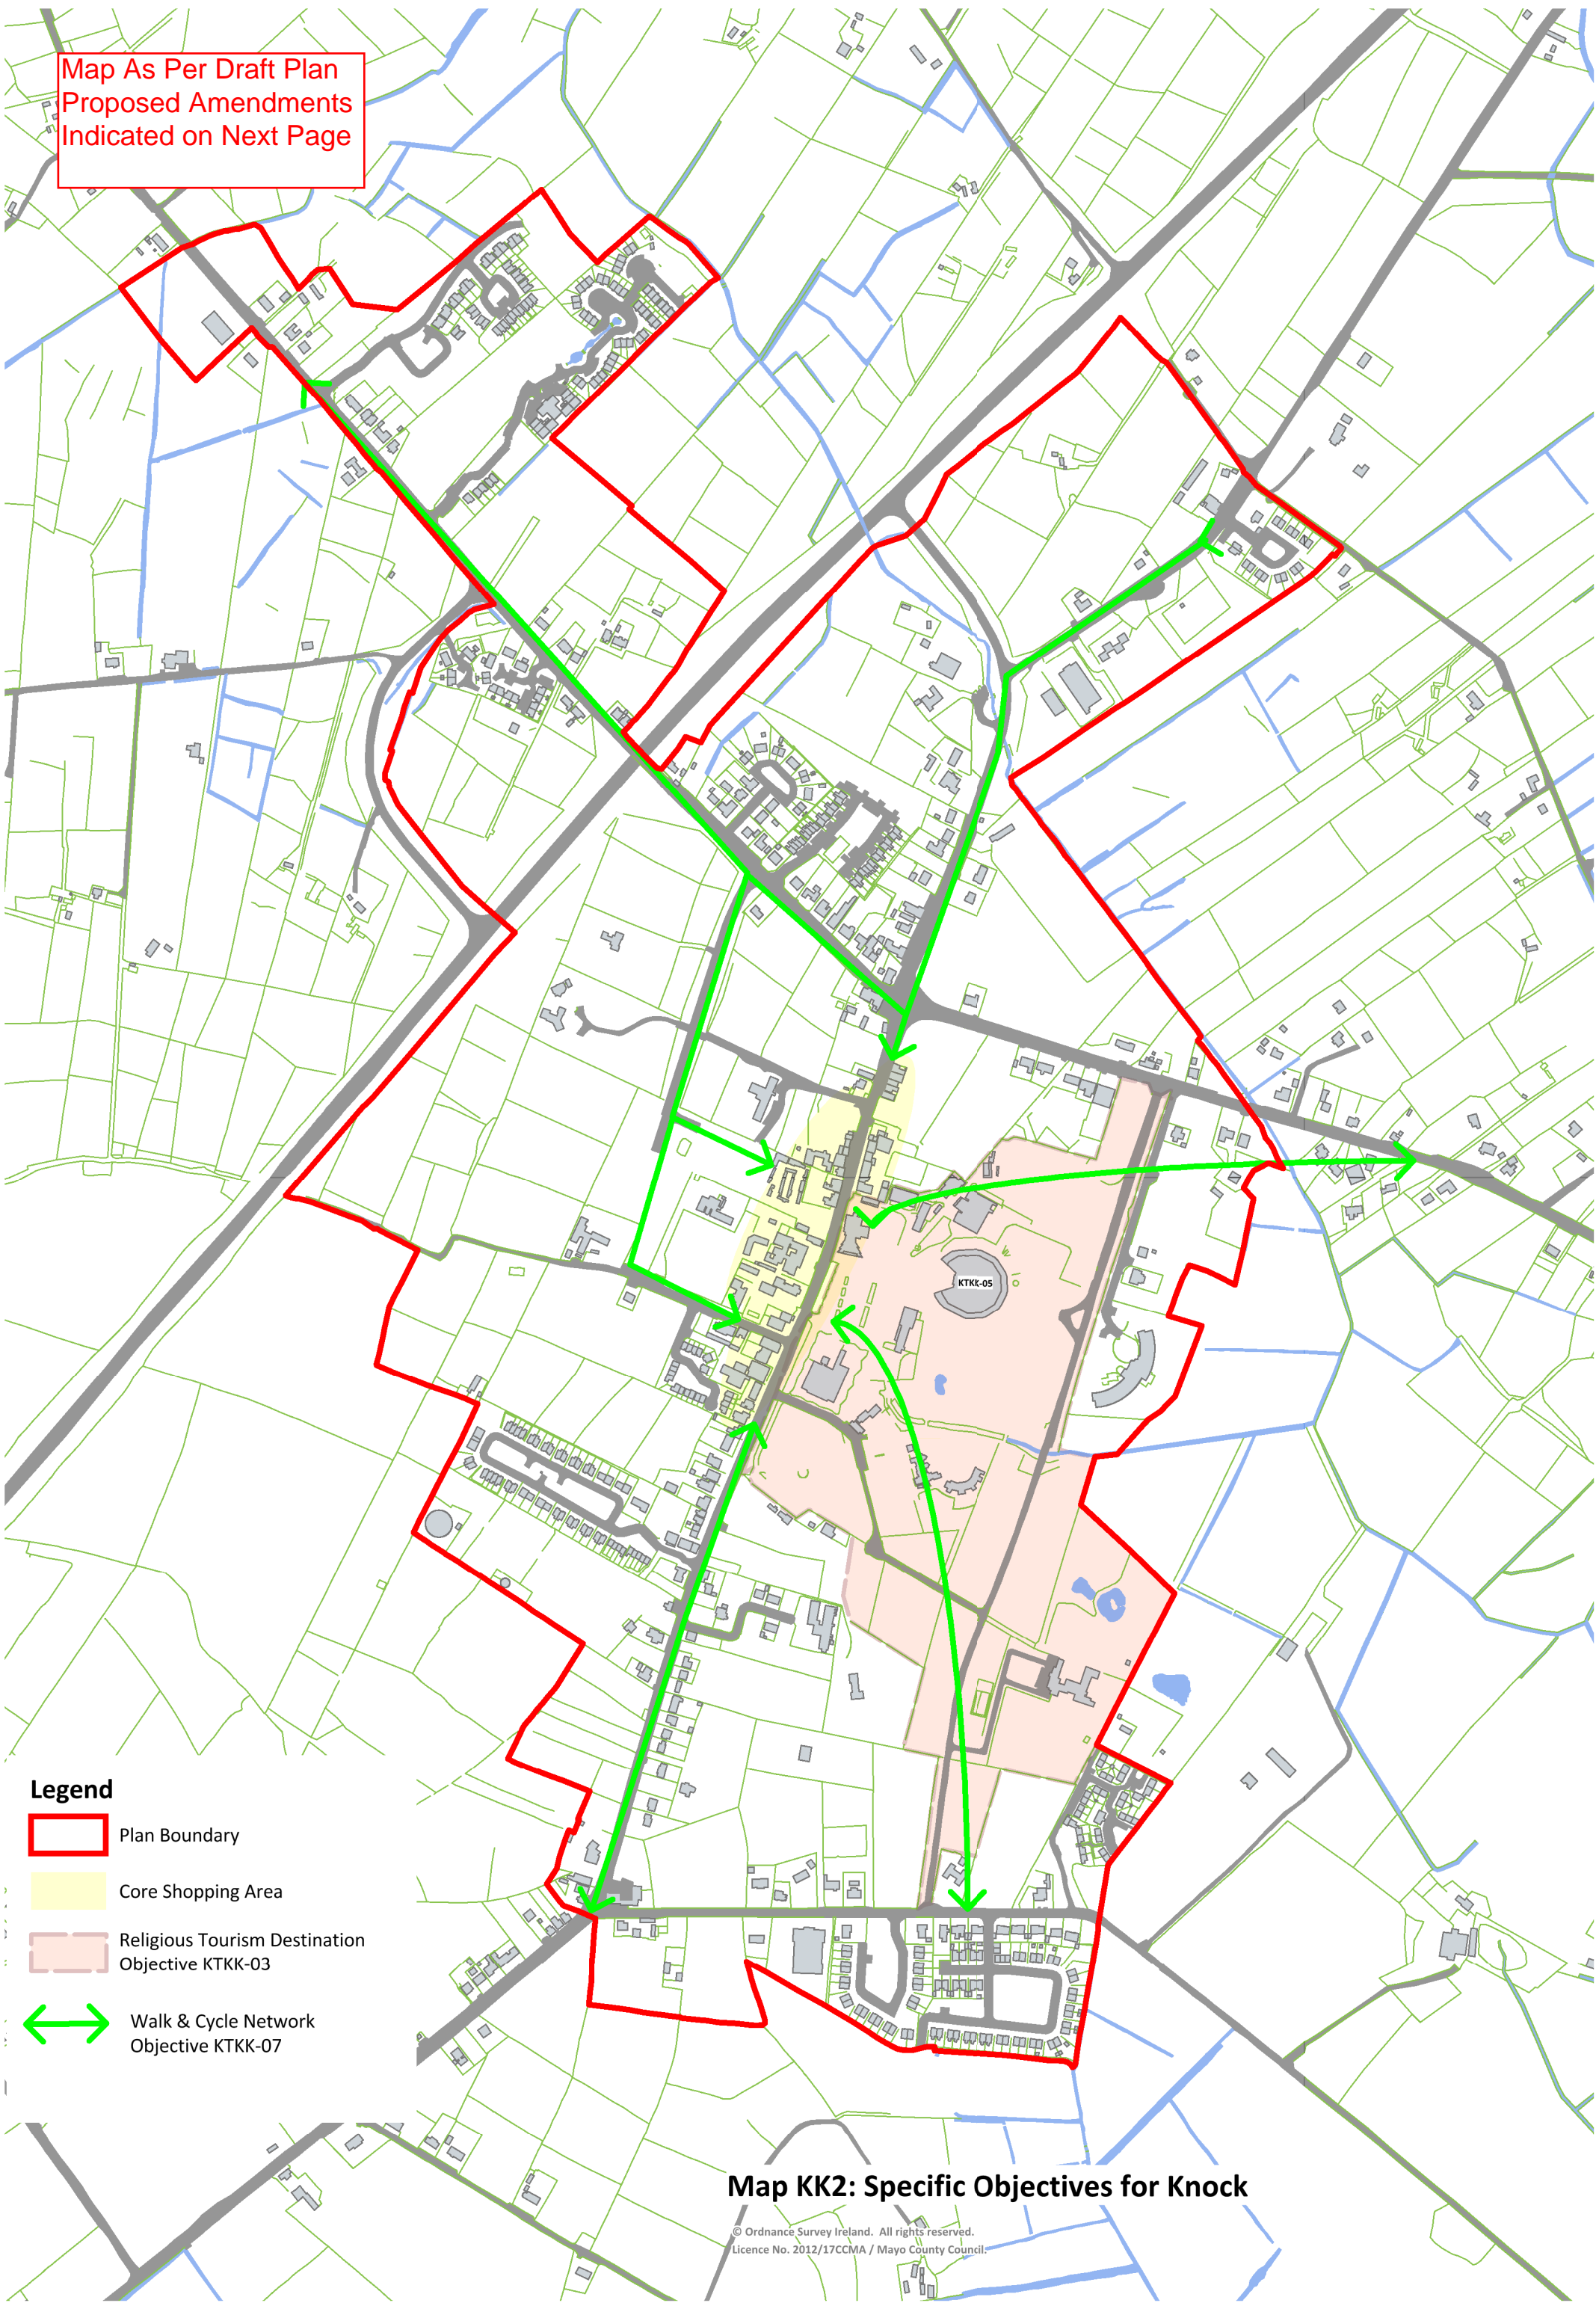 Map As Per Draft Plan
Proposed Amendments
Indicated on Next Page
KTKK-05
Legend
Plan Boundary
Core Shopping Area
Religious Tourism Destination
Objective KTKK-03
Walk & Cycle Network
Objective KTKK-07
Map KK2: Specific Objectives for Knock
© Ordnance Survey Ireland. All rights reserved.
Licence No. 2012/17CCMA / Mayo County Council.